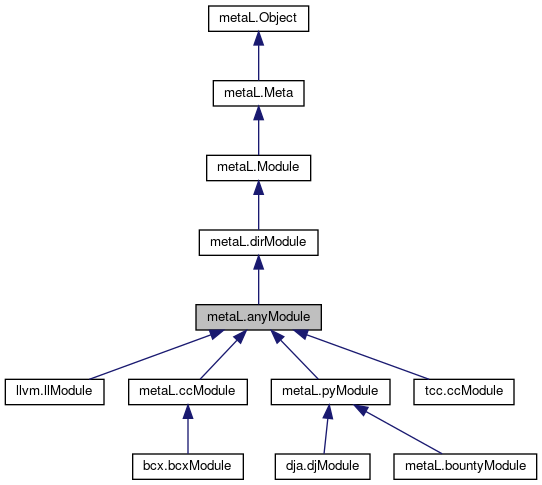 metaL.Object
metaL.Meta
metaL.Module
metaL.dirModule
metaL.anyModule
llvm.llModule
metaL.ccModule
metaL.pyModule
tcc.ccModule
bcx.bcxModule
dja.djModule
metaL.bountyModule